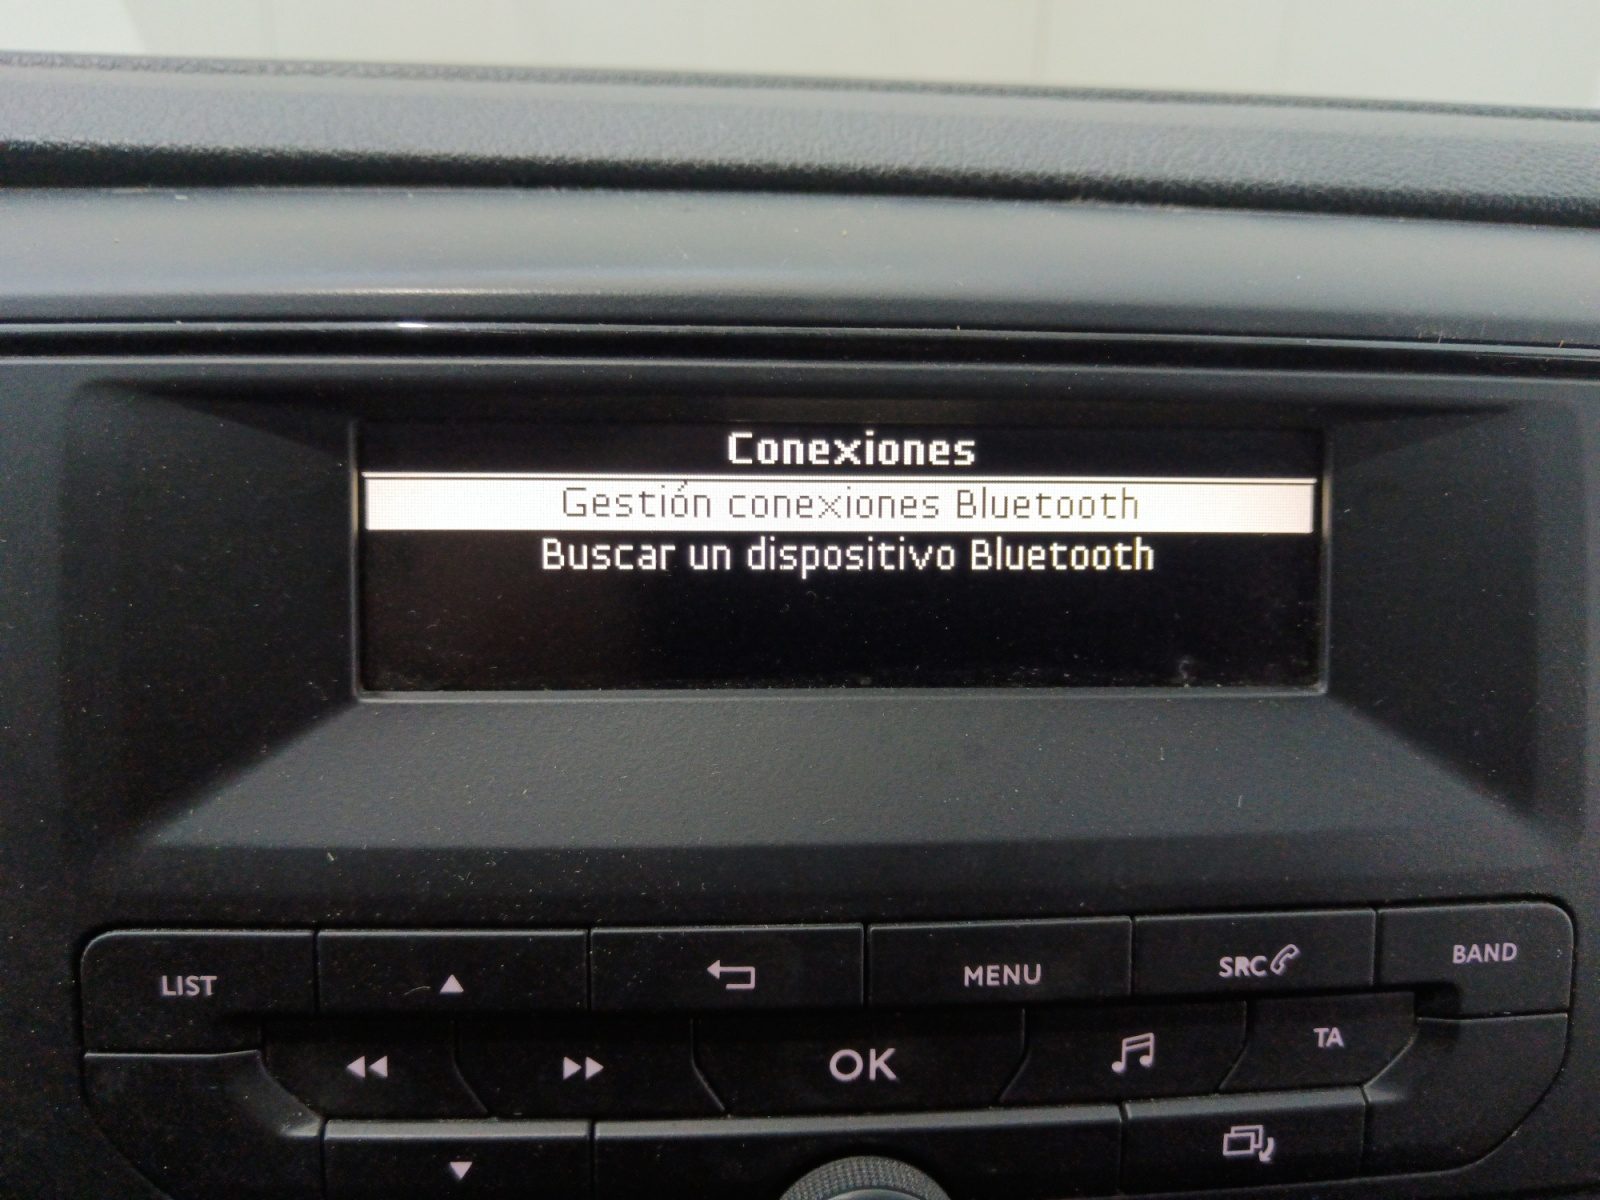 Conexiones
Gestión conexiones Bluetooth
Buscar un dispositivo Bluetooth
LIST
MENU
SRC
BAND
OK
TA